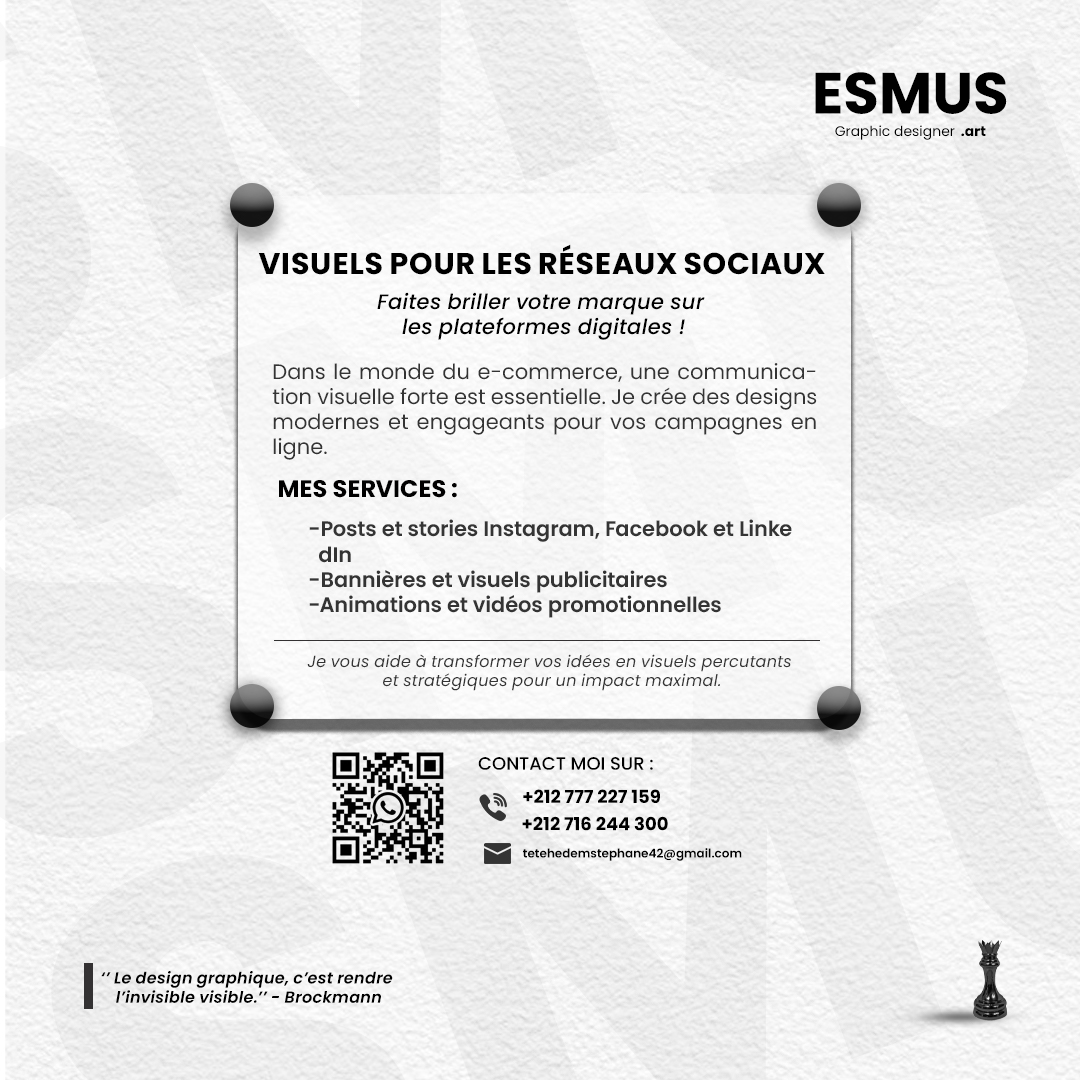 ESMUS
Graphic designer .art
VISUELS POUR LES RÉSEAUX SOCIAUX
Faites briller votre marque sur
les plateformes digitales !
Dans le monde du e-commerce, une communica-
tion visuelle forte est essentielle. Je crée des designs
modernes et engageants pour vos campagnes en
ligne.
MES SERVICES :
-Posts et stories Instagram, Facebook et Linke
dIn
-Bannières et visuels publicitaires
-Animations et vidéos promotionnelles
Je vous aide à transformer vos idées en visuels percutants
et stratégiques pour un impact maximal.
CONTACT MOI SUR :
+212 777 227 159
+212 716 244 300
tetehedemstephane42@gmail.com
‘’ Le design graphique, c’est rendre
l’invisible visible.’’ - Brockmann